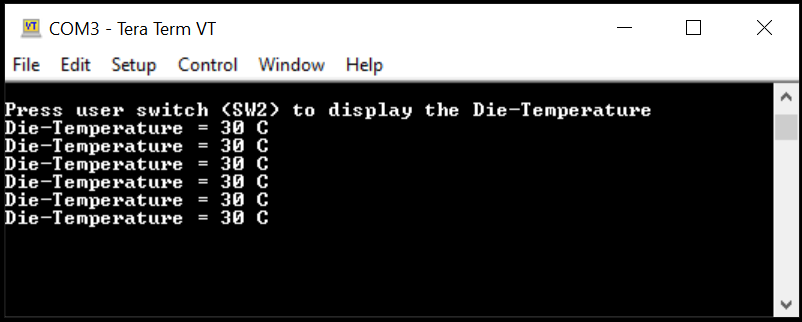 COM3 - Tera Term VT
File Edit Setup Control Window Help
Press user switch (SW2) to display the Die-Temperature
Die-Temperature = 30 C
Die-Temperature = 30 C
Die-Temperature = 30 C
Die-Temperature = 30 C
Die-Temperature = 30 C
Die-Temperature = 30 C